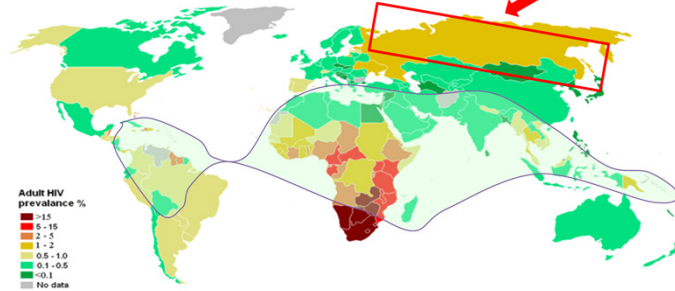 Adult HIV
prevalance %
>15
5 - 15
2 - 5
1 - 2
0.5 - 1.0
0.1 - 0.5
<0.1
No data